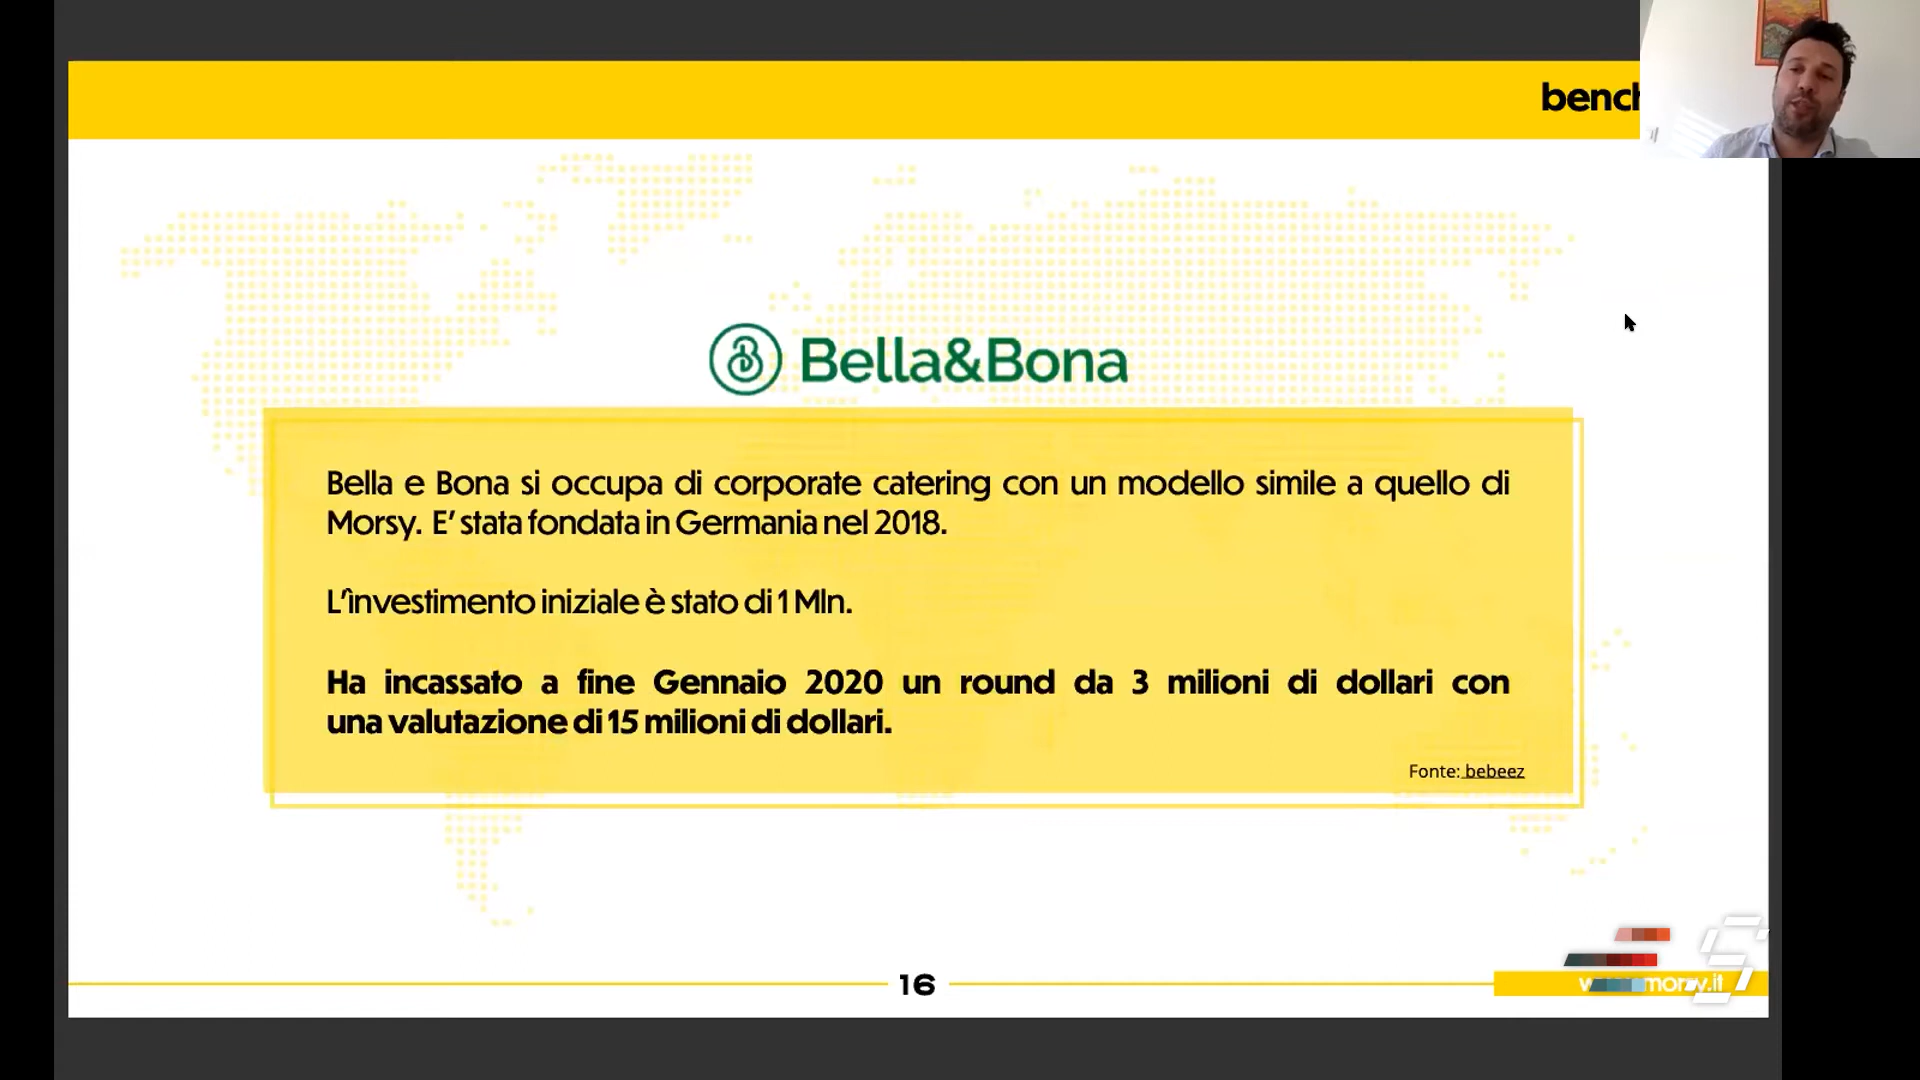 Bella&Bona
Bella e Bona si occupa di corporate catering con un modello simile a quello di
Morsy. E' stata fondata in Germania nel 2018.
L'investimento iniziale è stato di 1 Mln.
Ha incassato a fine Gennaio 2020 un round da 3 milioni di dollari con
una valutazione di 15 milioni di dollari.
Fonte: bebeez
16